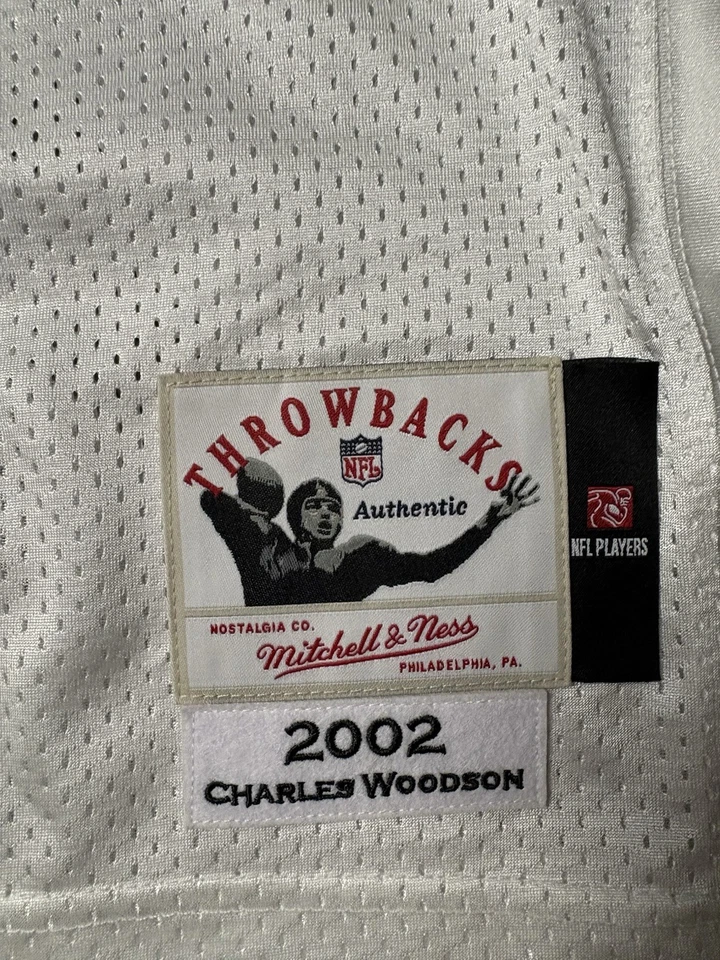 THROWBACKS
NFL
Authentic
NFL PLAYERS
NOSTALGIA CO.
Mitchell & Ness
PHILADELPHIA, PA.
2002
CHARLES WOODSON